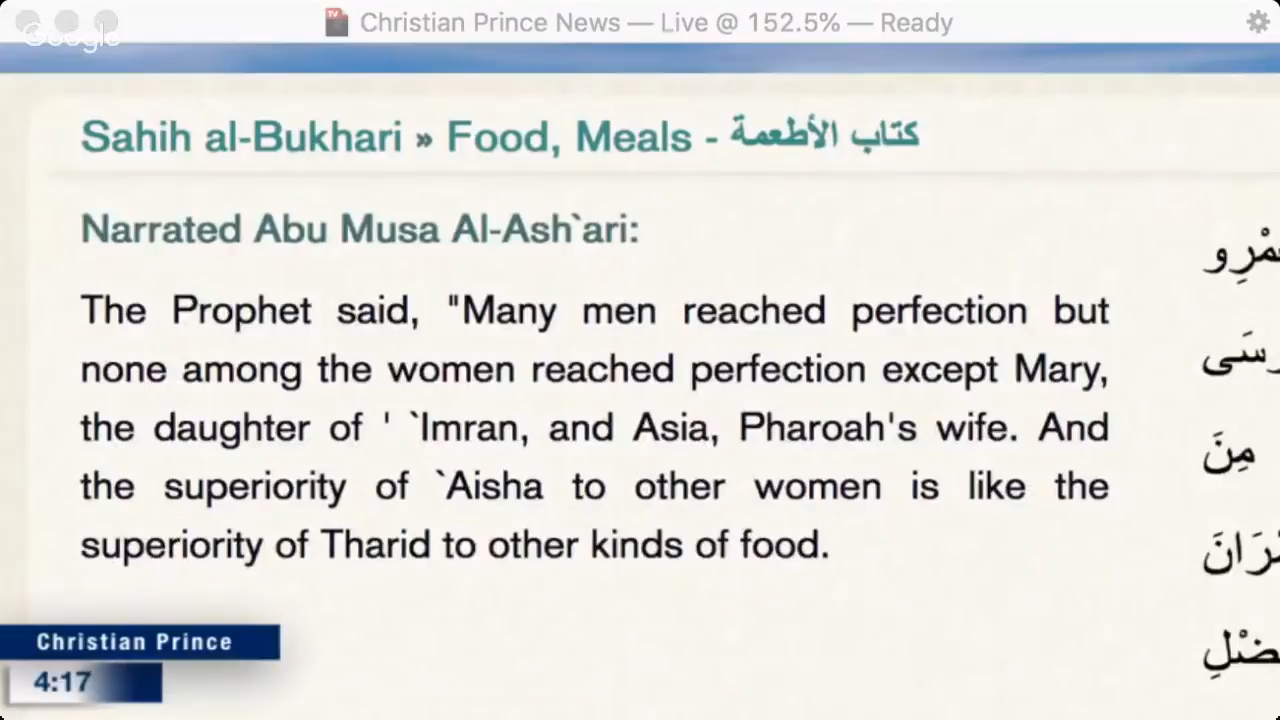 Christian Prince News — Live @ 152.5% — Ready
Google
Sahih al-Bukhari » Food, Meals - كتاب الأطعمة
Narrated Abu Musa Al-Ash`ari:
The Prophet said, "Many men reached perfection but
none among the women reached perfection except Mary,
the daughter of ' `Imran, and Asia, Pharoah's wife. And
the superiority of `Aisha to other women is like the
superiority of Tharid to other kinds of food.
مِنَ
Christian Prince
4:17